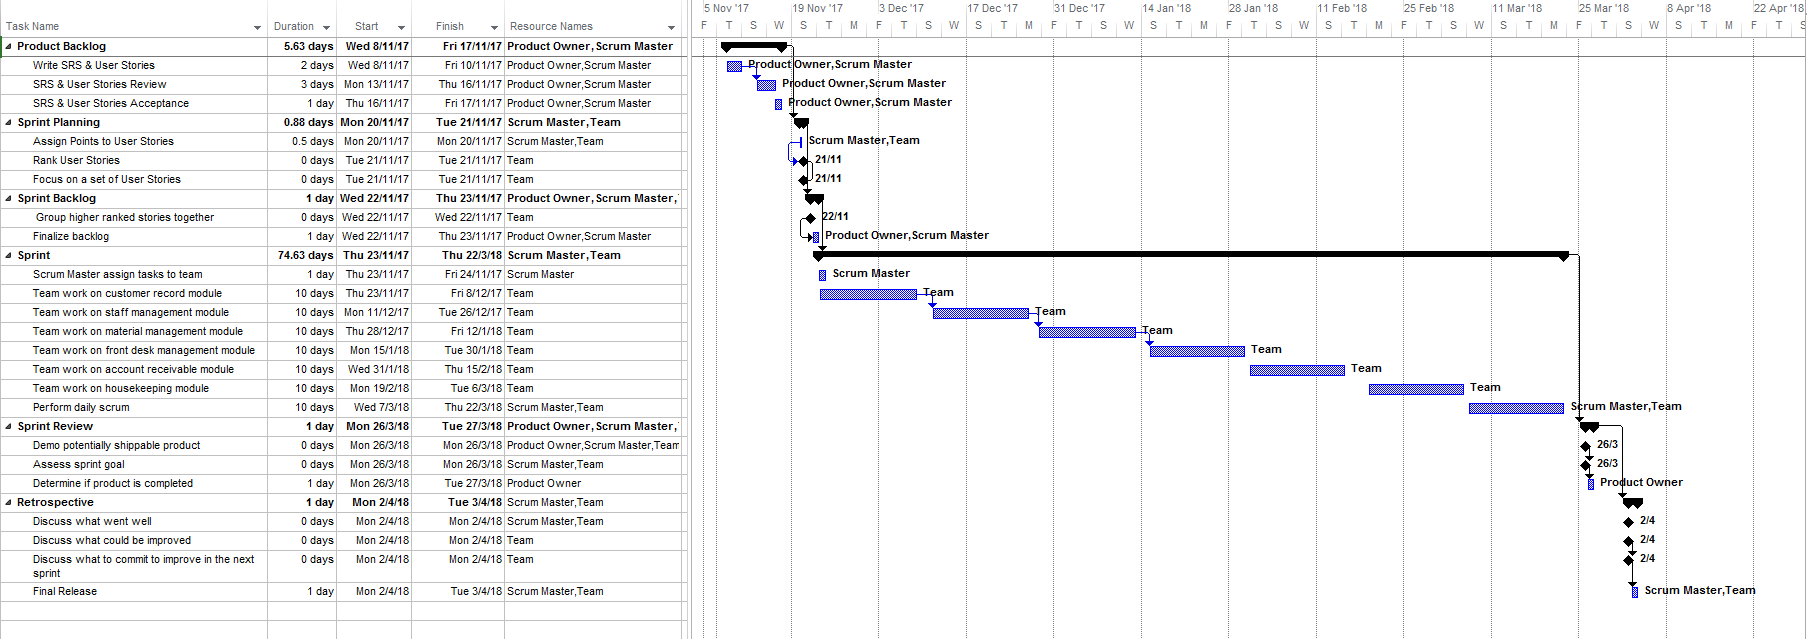 Task Name Duration Start Finish Resource Names
Product Backlog 5.63 days Wed 8/11/17 Fri 17/11/17 Product Owner,Scrum Master
Write SRS & User Stories 2 days Wed 8/11/17 Fri 10/11/17 Product Owner,Scrum Master
SRS & User Stories Review 3 days Mon 13/11/17 Thu 16/11/17 Product Owner,Scrum Master
SRS & User Stories Acceptance 1 day Thu 16/11/17 Fri 17/11/17 Product Owner,Scrum Master
Sprint Planning 0.88 days Mon 20/11/17 Tue 21/11/17 Scrum Master,Team
Assign Points to User Stories 0.5 days Mon 20/11/17 Mon 20/11/17 Scrum Master,Team
Rank User Stories 0 days Tue 21/11/17 Tue 21/11/17 Team
Focus on a set of User Stories 0 days Tue 21/11/17 Tue 21/11/17 Team
Sprint Backlog 1 day Wed 22/11/17 Thu 23/11/17 Product Owner,Scrum Master,
Group higher ranked stories together 0 days Wed 22/11/17 Wed 22/11/17 Team
Finalize backlog 1 day Wed 22/11/17 Thu 23/11/17 Product Owner,Scrum Master
Sprint 74.63 days Thu 23/11/17 Thu 22/3/18 Scrum Master,Team
Scrum Master assign tasks to team 1 day Thu 23/11/17 Fri 24/11/17 Scrum Master
Team work on customer record module 10 days Thu 23/11/17 Fri 8/12/17 Team
Team work on staff management module 10 days Mon 11/12/17 Tue 26/12/17 Team
Team work on material management module 10 days Thu 28/12/17 Fri 12/1/18 Team
Team work on front desk management module 10 days Mon 15/1/18 Tue 30/1/18 Team
Team work on account receivable module 10 days Wed 31/1/18 Thu 15/2/18 Team
Team work on housekeeping module 10 days Mon 19/2/18 Tue 6/3/18 Team
Perform daily scrum 10 days Wed 7/3/18 Thu 22/3/18 Scrum Master,Team
Sprint Review 1 day Mon 26/3/18 Tue 27/3/18 Product Owner,Scrum Master,
Demo potentially shippable product 0 days Mon 26/3/18 Mon 26/3/18 Product Owner,Scrum Master,Team
Assess sprint goal 0 days Mon 26/3/18 Mon 26/3/18 Scrum Master,Team
Determine if product is completed 1 day Mon 26/3/18 Tue 27/3/18 Product Owner
Retrospective 1 day Mon 2/4/18 Tue 3/4/18 Scrum Master,Team
Discuss what went well 0 days Mon 2/4/18 Mon 2/4/18 Scrum Master,Team
Discuss what could be improved 0 days Mon 2/4/18 Mon 2/4/18 Team
Discuss what to commit to improve in the next 0 days Mon 2/4/18 Mon 2/4/18 Team
sprint
Final Release 1 day Mon 2/4/18 Tue 3/4/18 Scrum Master,Team
5 Nov '17 19 Nov '17 3 Dec '17 17 Dec '17 31 Dec '17 14 Jan '18 28 Jan '18 11 Feb '18 25 Feb '18 11 Mar '18 25 Mar '18 8 Apr '18 22 Apr '18
F T S W S T M F T S W S T M F T S W S T M F T S W S T M F T S W S T M F T S W S T M F T S
Product Owner,Scrum Master
Product Owner,Scrum Master
Product Owner,Scrum Master
Scrum Master,Team
21/11
21/11
22/11
Product Owner,Scrum Master
Scrum Master
Team
Team
Team
Team
Team
Team
Scrum Master,Team
26/3
26/3
Product Owner
2/4
2/4
2/4
Scrum Master,Team